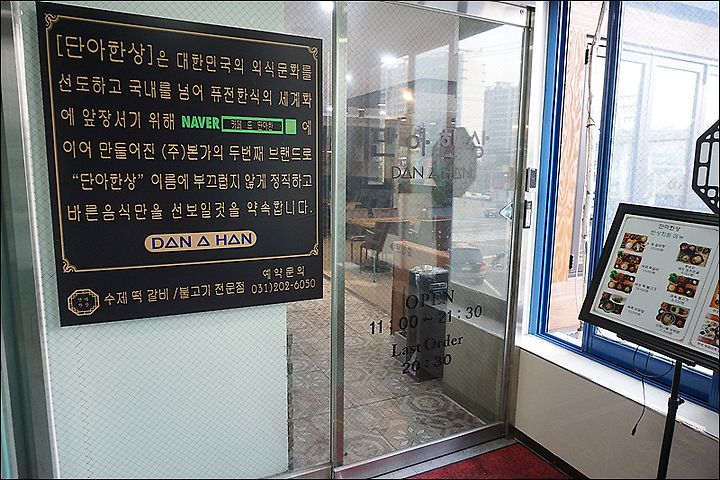 [단아한상]은 대한민국의 외식문화를
선도하고 국내를 넘어 퓨전한식의 세계화
에 앞장서기 위해 NAVER 카페 드 단아한 에
이어 만들어진 (주)본가의 두번째 브랜드로
"단아한상" 이름에 부끄럽지 않게 정직하고
바른음식만을 선보일것을 약속합니다.
DAN A HAN
예약문의
수제 떡 갈비 / 불고기 전문점 031)202-6050
DAN A HAN
OPEN
11:00 ~ 21:30
Last Order
20:30
단아한상